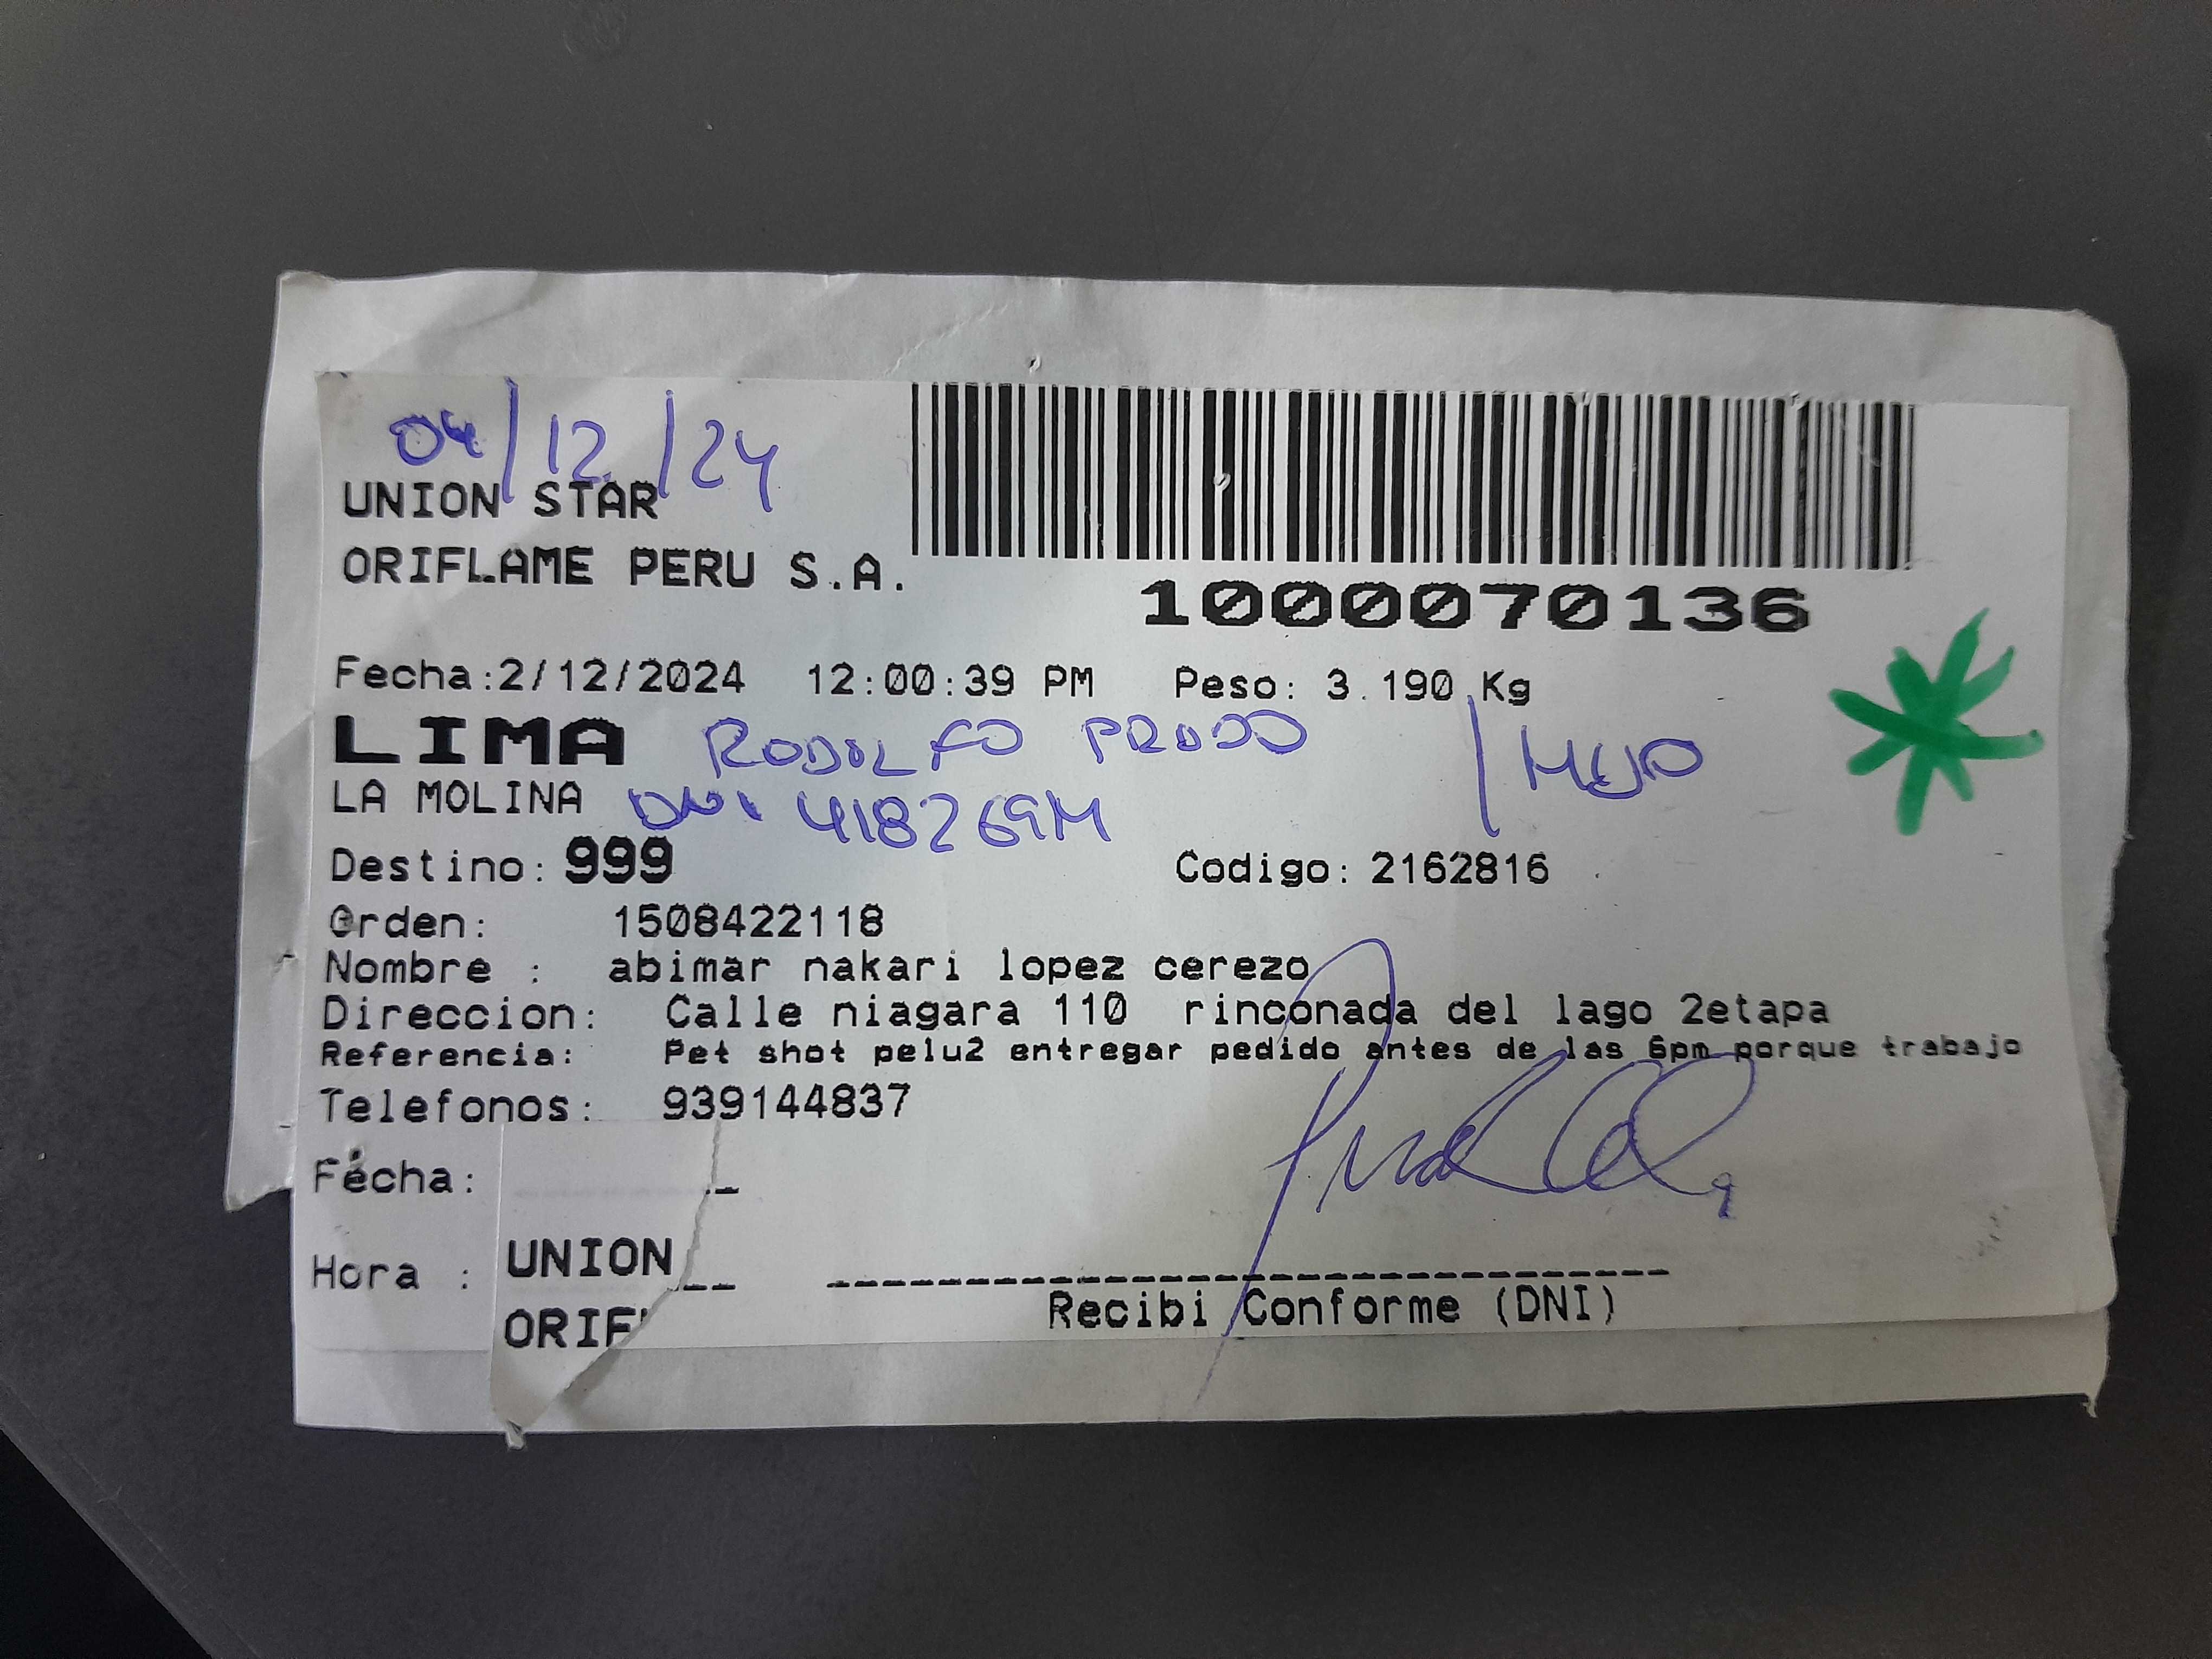 04/12/24
UNION STAR
ORIFLAME PERU S.A.
1000070136
Fecha:2/12/2024 12:00:39 PM Peso: 3.190 Kg
LIMA RODOLFO PRADO
LA MOLINA DNI
Destino: 999 Codigo: 2162816
Orden: 1508422118
Nombre : abimar nakari lopez cerezo
Direccion: Calle niagara 110 rinconada del lago 2etapa
Referencia: Pet shot pelu2 entregar pedido antes de las 6pm porque trabajo
Telefonos: 939144837
Fecha:
Hora :
UNION
ORIF
Recibi Conforme (DNI)